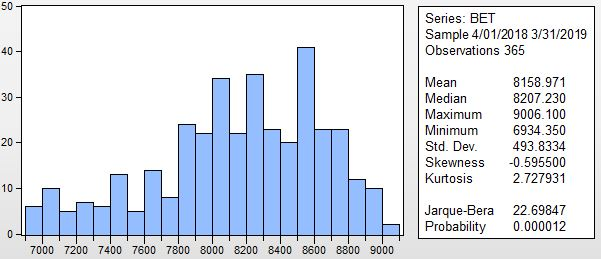 50
40
30
20
10
0
7000 7200 7400 7600 7800 8000 8200 8400 8600 8800 9000
Series: BET
Sample 4/01/2018 3/31/2019
Observations 365
Mean 8158.971
Median 8207.230
Maximum 9006.100
Minimum 6934.350
Std. Dev. 493.8334
Skewness -0.595500
Kurtosis 2.727931
Jarque-Bera 22.69847
Probability 0.000012